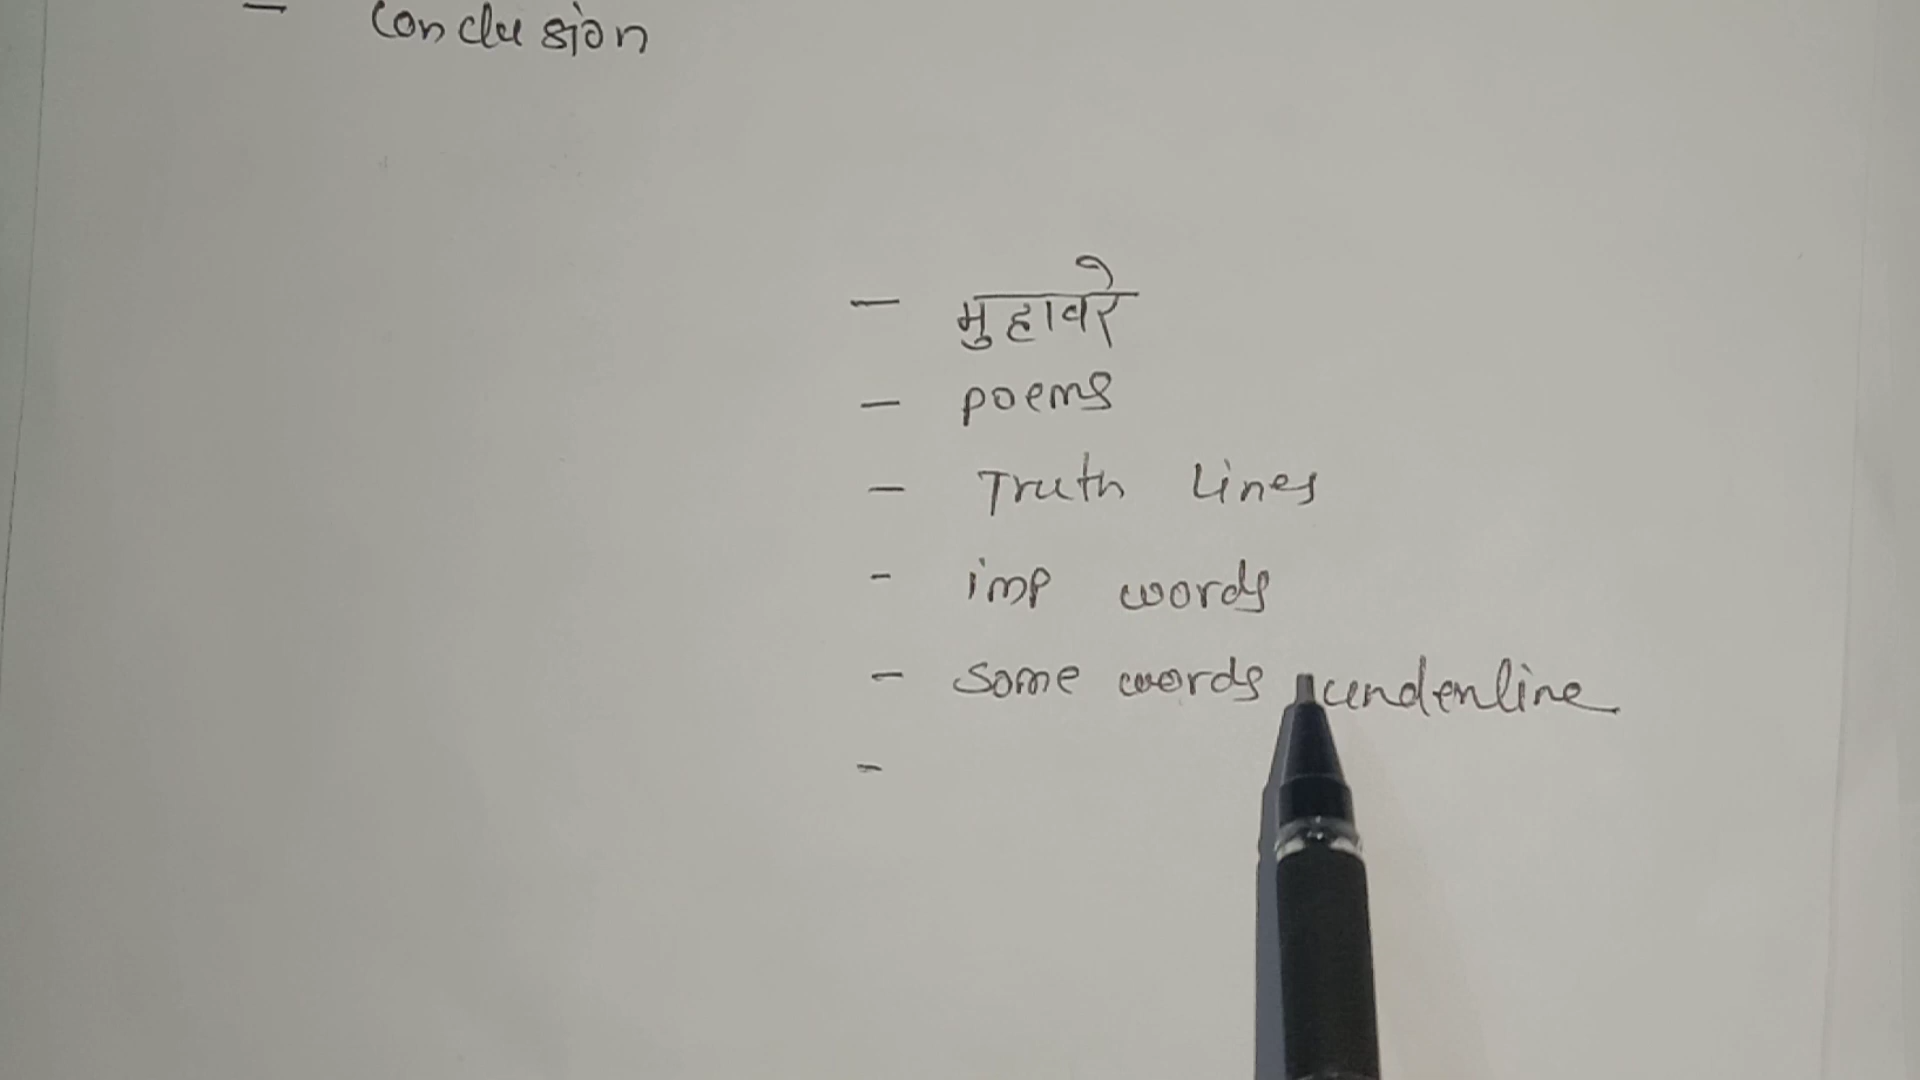 - Conclusion
- मुहावरे
- poems
- Truth Lines
- imp words
- Some words underline
-